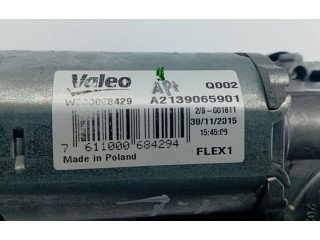 Valeo
Q002
W000028429
A2139065901
2/S - 001611
30/11/2015
15:45:09
7 611000 684294
FLEX1
Made in Poland